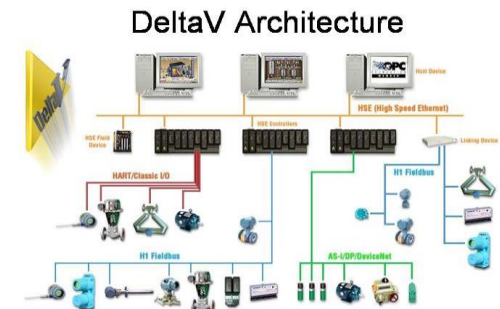 DeltaV Architecture
DeltaV
OPC
Host Device
HSE (High Speed Ethernet)
HSE Field
Device
HSE Controllers
Linking Device
HART/Classic I/O
H1 Fieldbus
H1 Fieldbus
AS-I/DP/DeviceNet